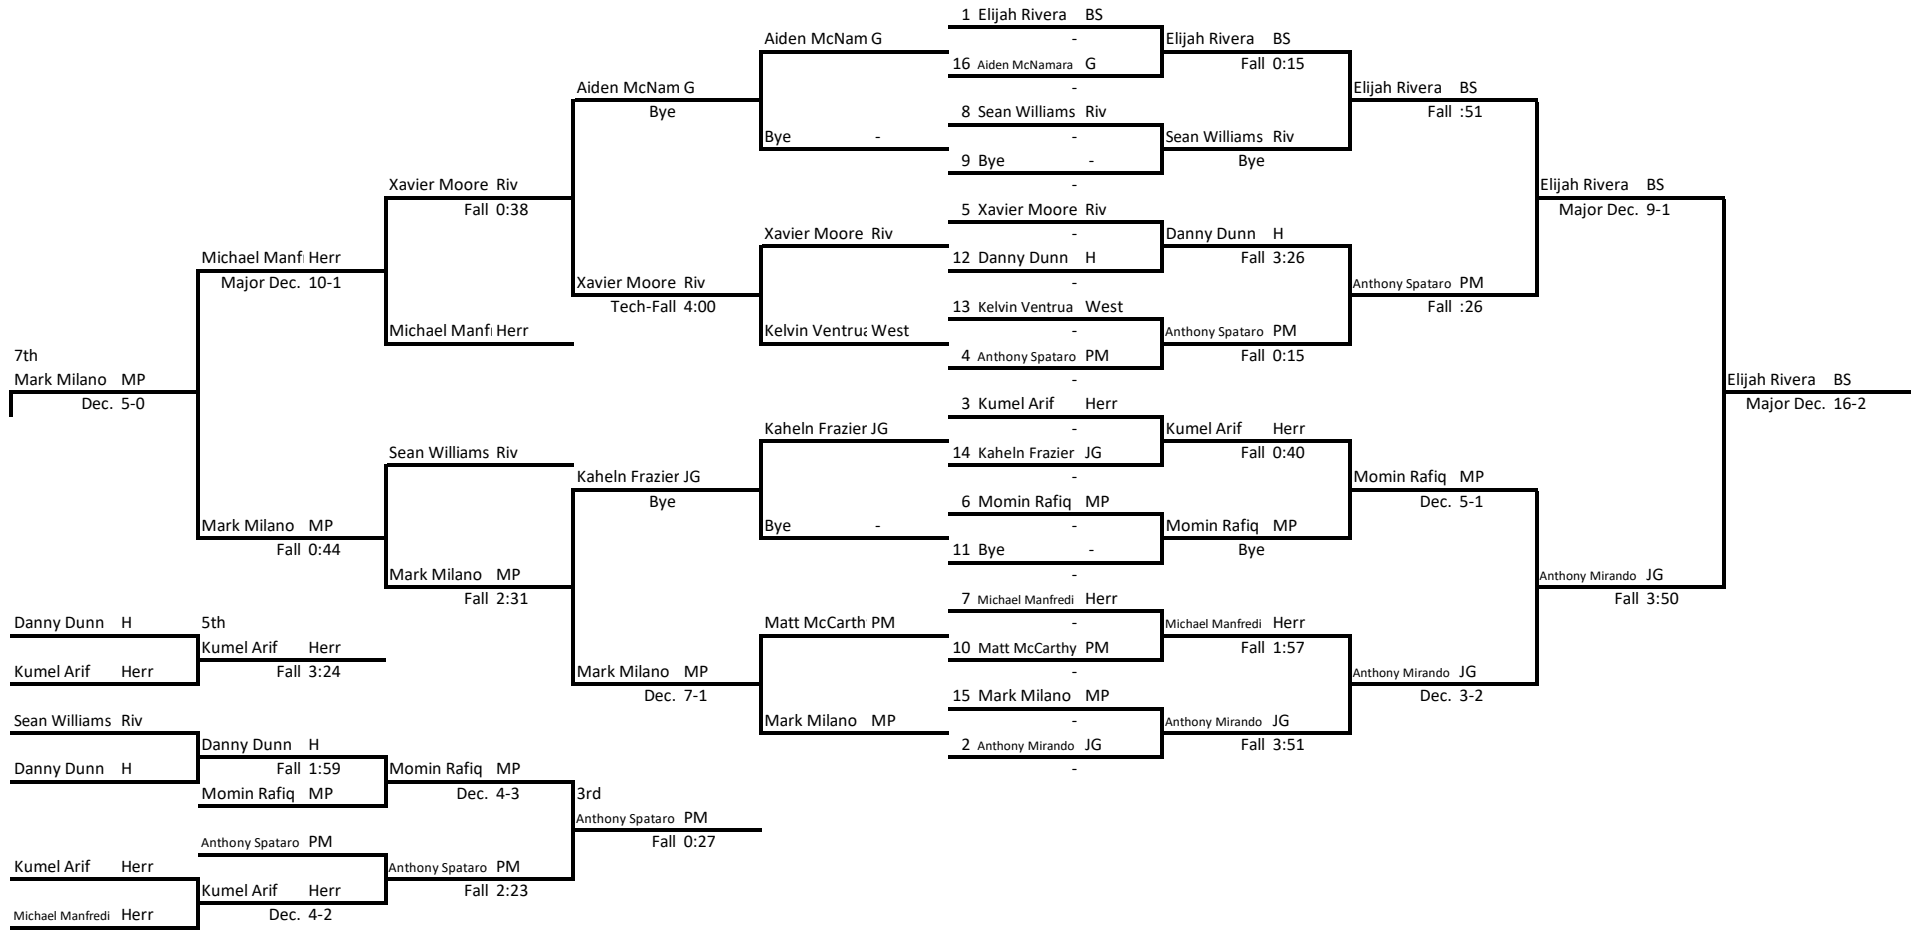 1 Elijah Rivera BS
Aiden McNam G - Elijah Rivera BS
16 Aiden McNamara G Fall 0:15
Aiden McNam G - Elijah Rivera BS
Bye 8 Sean Williams Riv Fall :51
Bye - - Sean Williams Riv
9 Bye - Bye
Xavier Moore Riv - Elijah Rivera BS
Fall 0:38 5 Xavier Moore Riv Major Dec. 9-1
Xavier Moore Riv - Danny Dunn H
Michael Manf Herr 12 Danny Dunn H Fall 3:26
Major Dec. 10-1 Xavier Moore Riv - Anthony Spataro PM
Tech-Fall 4:00 13 Kelvin Ventrua West Fall :26
Michael Manf Herr Kelvin Ventrua West - Anthony Spataro PM
7th 4 Anthony Spataro PM Fall 0:15
Mark Milano MP - Elijah Rivera BS
Dec. 5-0 3 Kumel Arif Herr Major Dec. 16-2
Kaheln Frazier JG - Kumel Arif Herr
Sean Williams Riv 14 Kaheln Frazier JG Fall 0:40
Kaheln Frazier JG - Momin Rafiq MP
Bye 6 Momin Rafiq MP Dec. 5-1
Mark Milano MP Bye - - Momin Rafiq MP
Fall 0:44 11 Bye - Bye
Mark Milano MP - Anthony Mirando JG
Fall 2:31 7 Michael Manfredi Herr Fall 3:50
Danny Dunn H 5th Matt McCarth PM - Michael Manfredi Herr
Kumel Arif Herr 10 Matt McCarthy PM Fall 1:57
Kumel Arif Herr Fall 3:24 Mark Milano MP - Anthony Mirando JG
Dec. 7-1 15 Mark Milano MP Dec. 3-2
Sean Williams Riv Mark Milano MP - Anthony Mirando JG
Danny Dunn H 2 Anthony Mirando JG Fall 3:51
Danny Dunn H Fall 1:59 Momin Rafiq MP -
Momin Rafiq MP Dec. 4-3 3rd
Anthony Spataro PM
Anthony Spataro PM Fall 0:27
Kumel Arif Herr Anthony Spataro PM
Kumel Arif Herr Fall 2:23
Michael Manfredi Herr Dec. 4-2